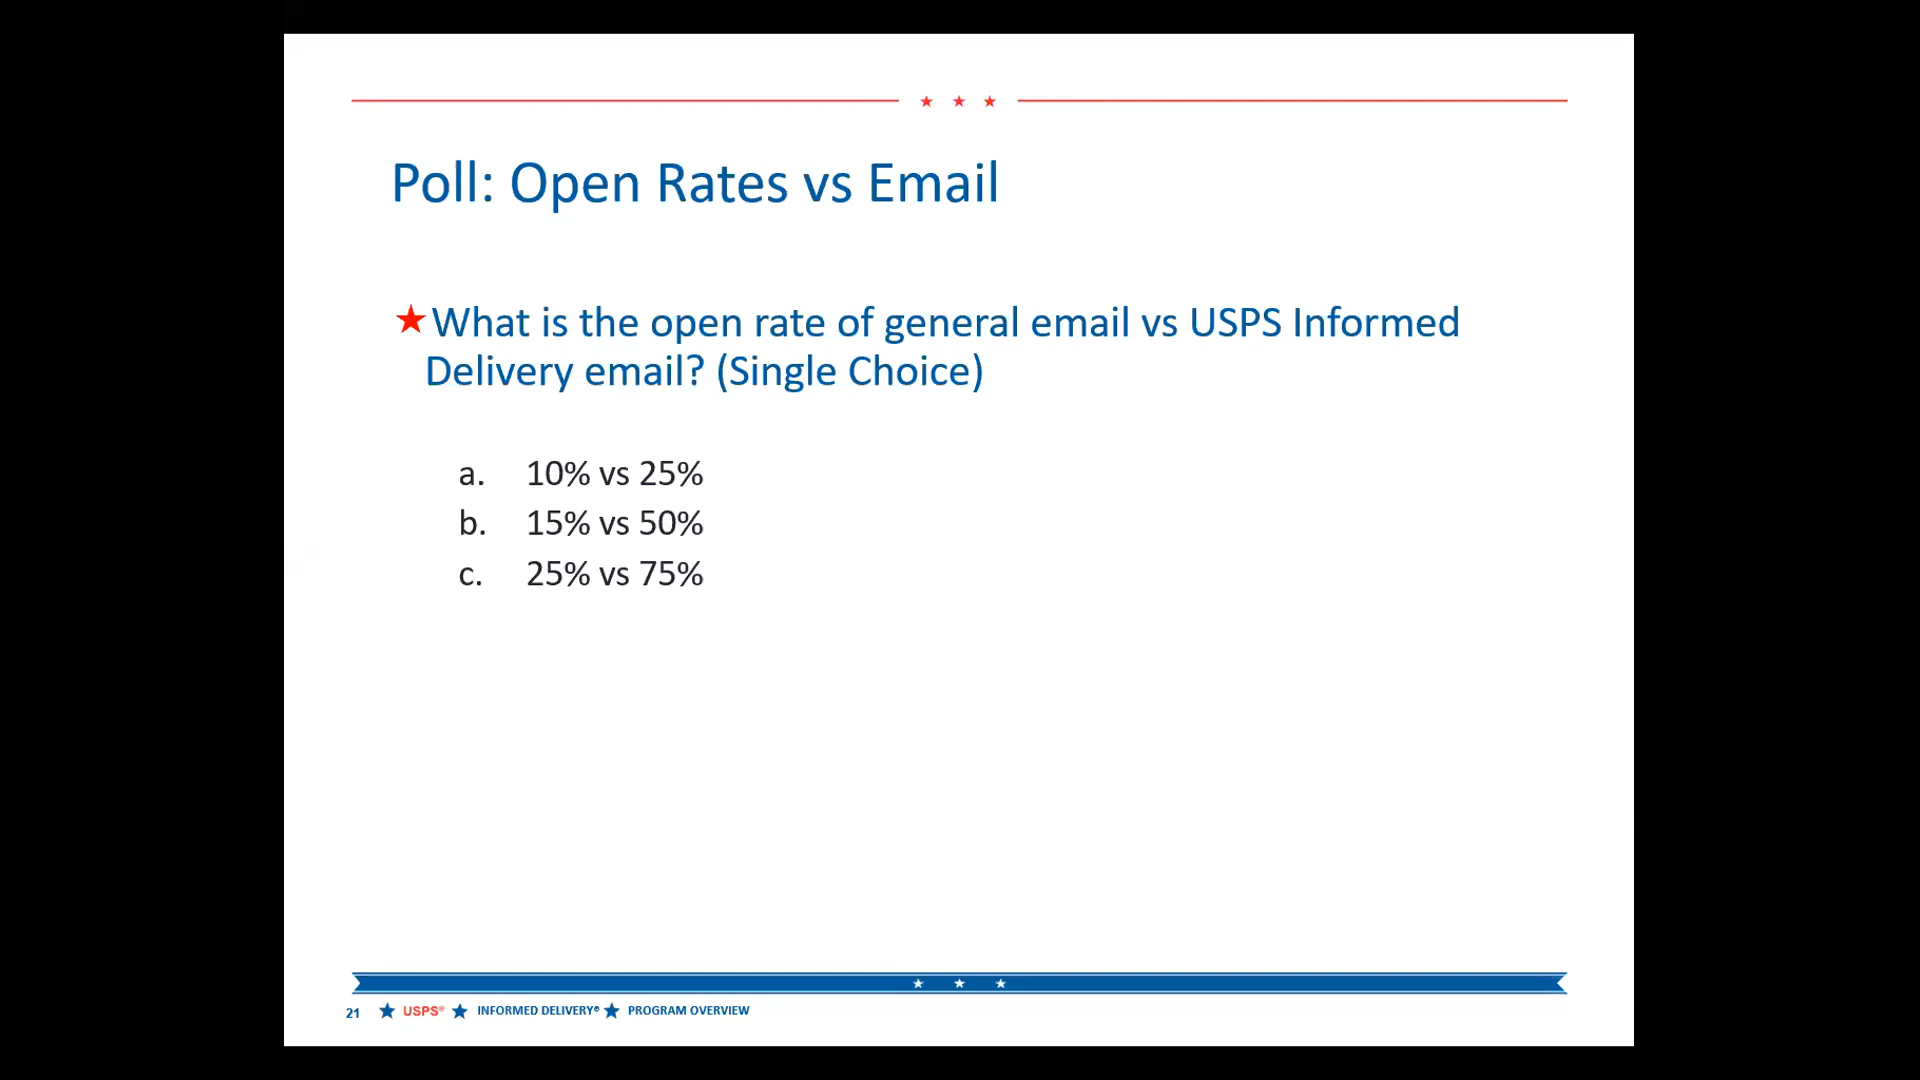 Poll: Open Rates vs Email
What is the open rate of general email vs USPS Informed
Delivery email? (Single Choice)
a. 10% vs 25%
b. 15% vs 50%
c. 25% vs 75%
21 USPS® INFORMED DELIVERY® PROGRAM OVERVIEW